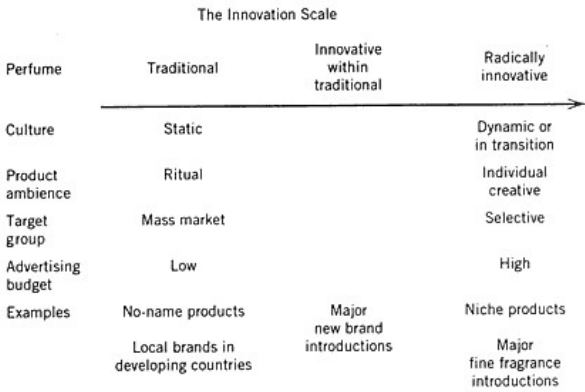 The Innovation Scale
Perfume Traditional Innovative within traditional Radically innovative
Culture Static Dynamic or in transition
Product ambience Ritual Individual creative
Target group Mass market Selective
Advertising budget Low High
Examples No-name products Major new brand introductions Niche products
Local brands in developing countries Major fine fragrance introductions